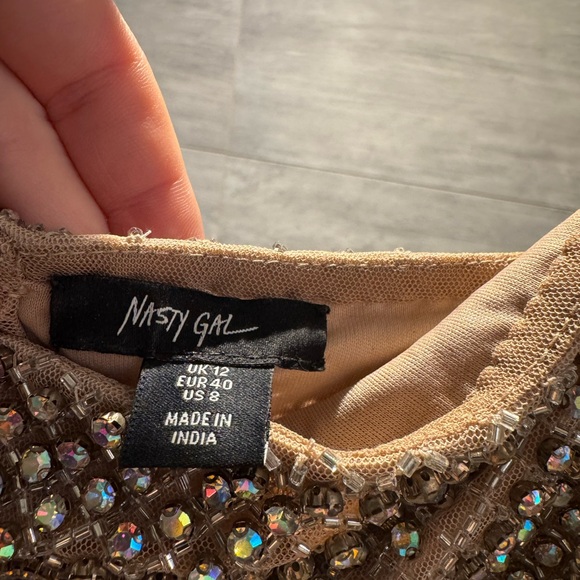 NASTY GAL
UK 12
EUR 40
US 8
MADE IN
INDIA